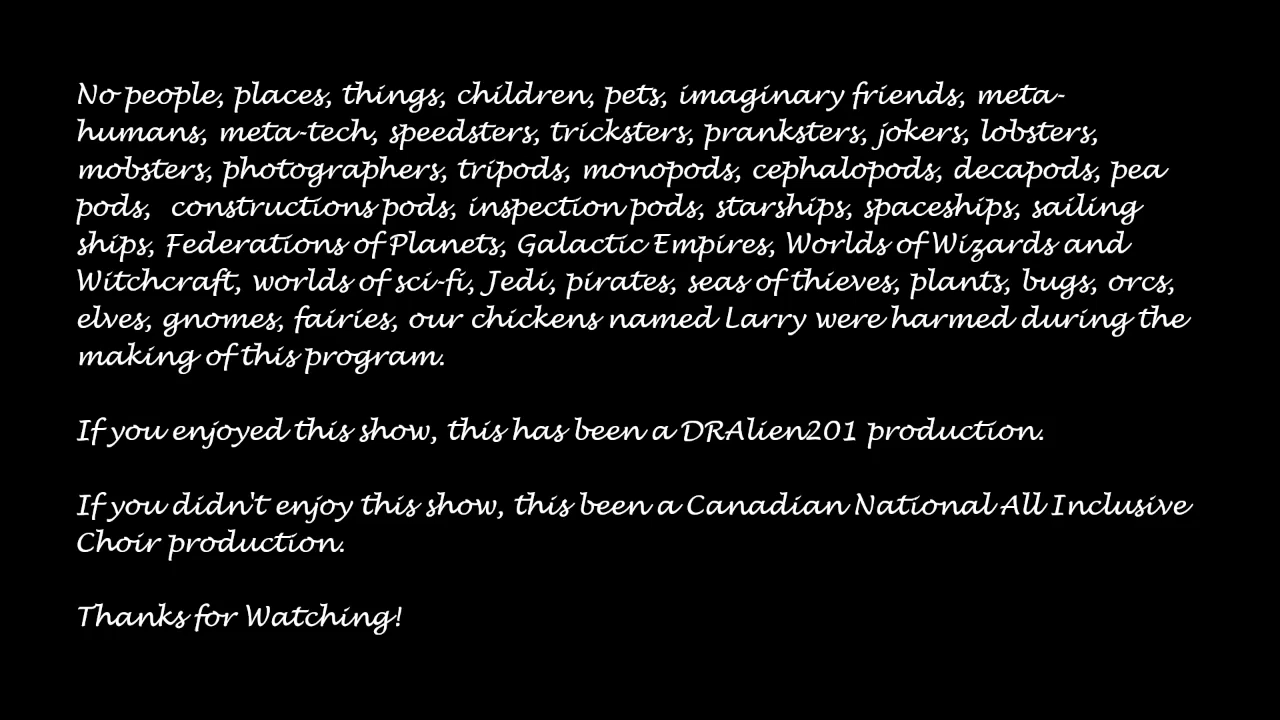 No people, places, things, children, pets, imaginary friends, meta-
humans, meta-tech, speedsters, tricksters, pranksters, jokers, lobsters,
mobsters, photographers, tripods, monopods, cephalopods, decapods, pea
pods,  constructions pods, inspection pods, starships, spaceships, sailing
ships, Federations of Planets, Galactic Empires, Worlds of Wizards and
Witchcraft, worlds of sci-fi, Jedi, pirates, seas of thieves, plants, bugs, orcs,
elves, gnomes, fairies, our chickens named Larry were harmed during the
making of this program.
If you enjoyed this show, this has been a DRAlien201 production.
If you didn't enjoy this show, this been a Canadian National All Inclusive
Choir production.
Thanks for Watching!